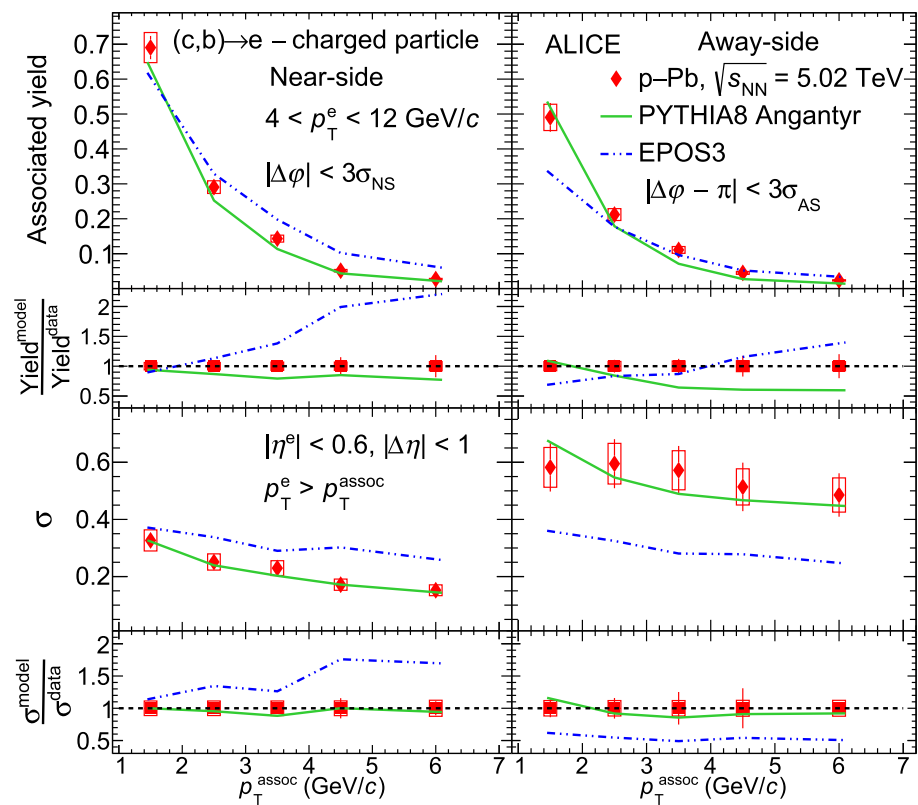 (c,b)→e – charged particle
Near-side
4 < p_T^e < 12 GeV/c
|Δφ| < 3σ_NS
ALICE Away-side
p–Pb, √s_NN = 5.02 TeV
PYTHIA8 Angantyr
EPOS3
|Δφ − π| < 3σ_AS
Associated yield
0.7
0.6
0.5
0.4
0.3
0.2
0.1
Yield^model
Yield^data
2
1.5
1
0.5
|η^e| < 0.6, |Δη| < 1
p_T^e > p_T^assoc
σ
0.6
0.4
0.2
σ^model
σ^data
2
1.5
1
0.5
1 2 3 4 5 6 7
p_T^assoc (GeV/c)
1 2 3 4 5 6 7
p_T^assoc (GeV/c)